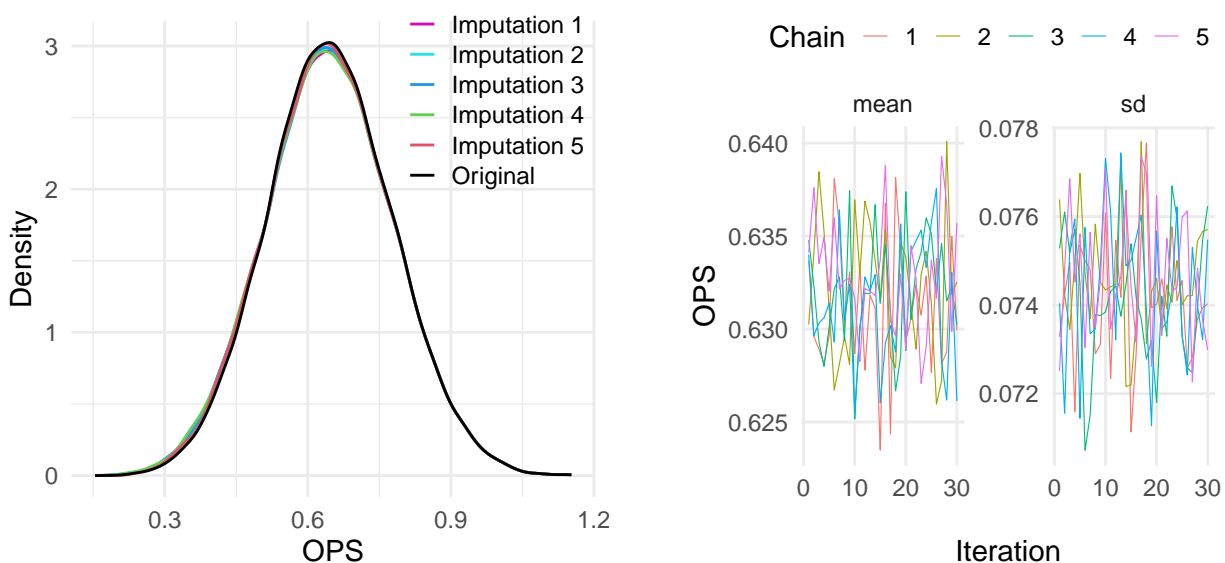 Density
3
2
1
0
0.3 0.6 0.9 1.2
OPS
Imputation 1
Imputation 2
Imputation 3
Imputation 4
Imputation 5
Original
Chain 1 2 3 4 5
mean sd
OPS
0.640
0.635
0.630
0.625
0 10 20 30
0.078
0.076
0.074
0.072
0 10 20 30
Iteration